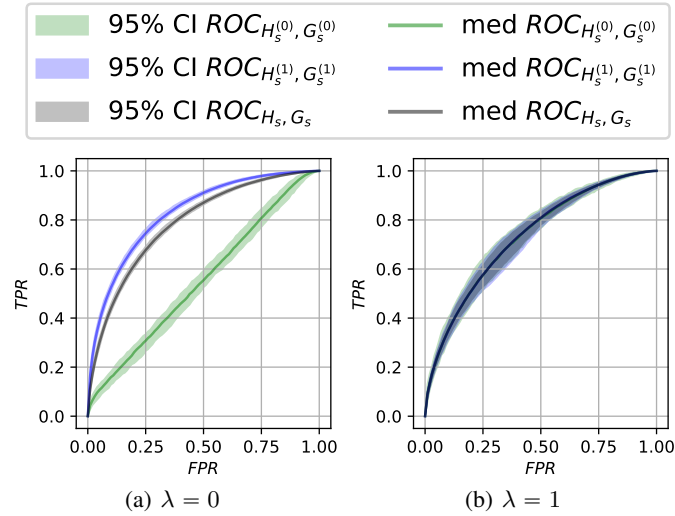 95% CI ROC_{H_s^{(0)}, G_s^{(0)}} med ROC_{H_s^{(0)}, G_s^{(0)}}
95% CI ROC_{H_s^{(1)}, G_s^{(1)}} med ROC_{H_s^{(1)}, G_s^{(1)}}
95% CI ROC_{H_s, G_s} med ROC_{H_s, G_s}
1.0
0.8
0.6
0.4
0.2
0.0
TPR
0.00 0.25 0.50 0.75 1.00
FPR
(a) λ = 0
1.0
0.8
0.6
0.4
0.2
0.0
TPR
0.00 0.25 0.50 0.75 1.00
FPR
(b) λ = 1